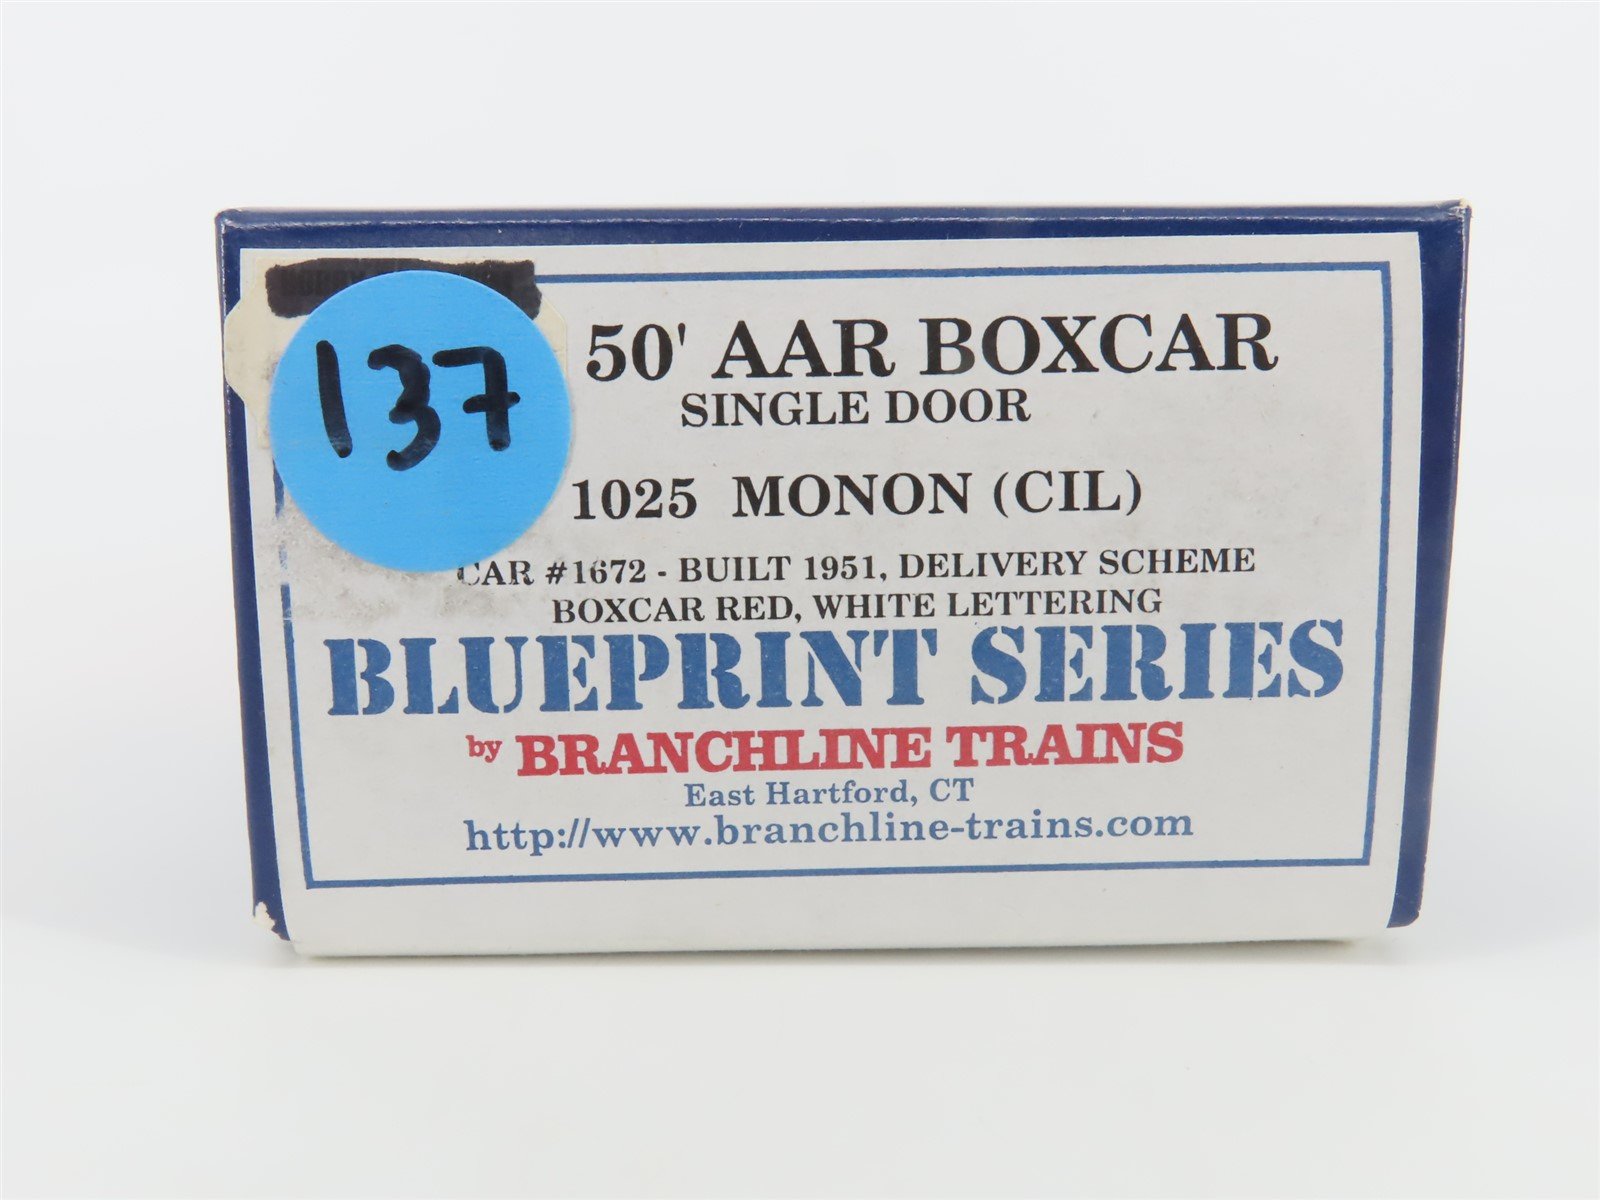 137
50' AAR BOXCAR
SINGLE DOOR
1025 MONON (CIL)
CAR #1672 - BUILT 1951, DELIVERY SCHEME
BOXCAR RED, WHITE LETTERING
BLUEPRINT SERIES
by BRANCHLINE TRAINS
East Hartford, CT
http://www.branchline-trains.com